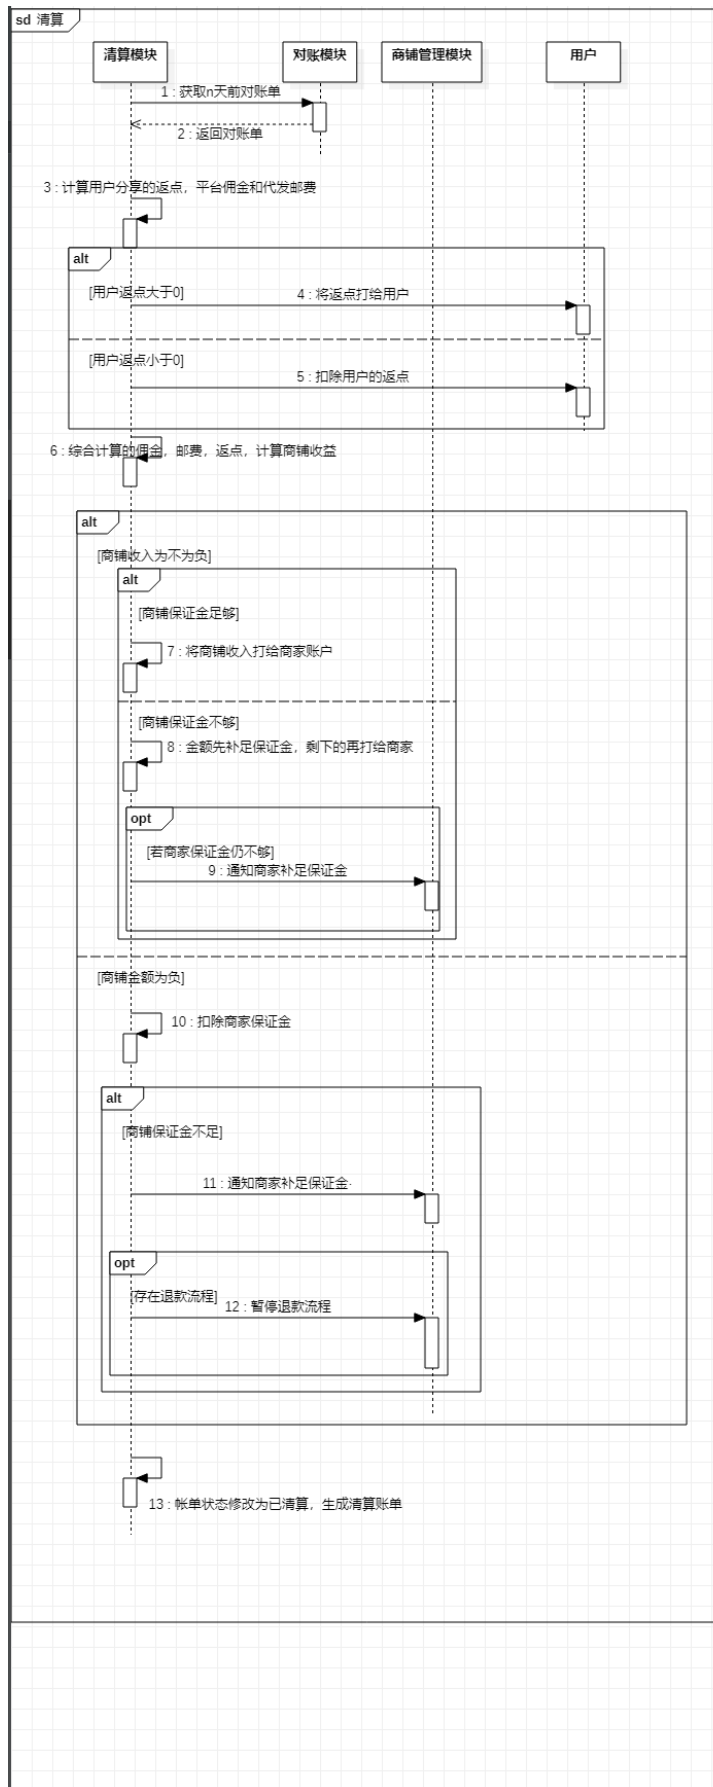 sd 清算
清算模块 对账模块 商铺管理模块 用户
1 : 获取n天前对账单
2 : 返回对账单
3 : 计算用户分享的返点，平台佣金和代发邮费
alt
[用户返点大于0]
4 : 将返点打给用户
[用户返点小于0]
5 : 扣除用户的返点
6 : 综合计算的佣金，邮费，返点，计算商铺收益
alt
[商铺收入为不为负]
alt
[商铺保证金足够]
7 : 将商铺收入打给商家账户
[商铺保证金不够]
8 : 金额先补足保证金，剩下的再打给商家
opt
[若商家保证金仍不够]
9 : 通知商家补足保证金
[商铺金额为负]
10 : 扣除商家保证金
alt
[商铺保证金不足]
11 : 通知商家补足保证金·
opt
[存在退款流程]
12 : 暂停退款流程
13 : 帐单状态修改为已清算，生成清算账单